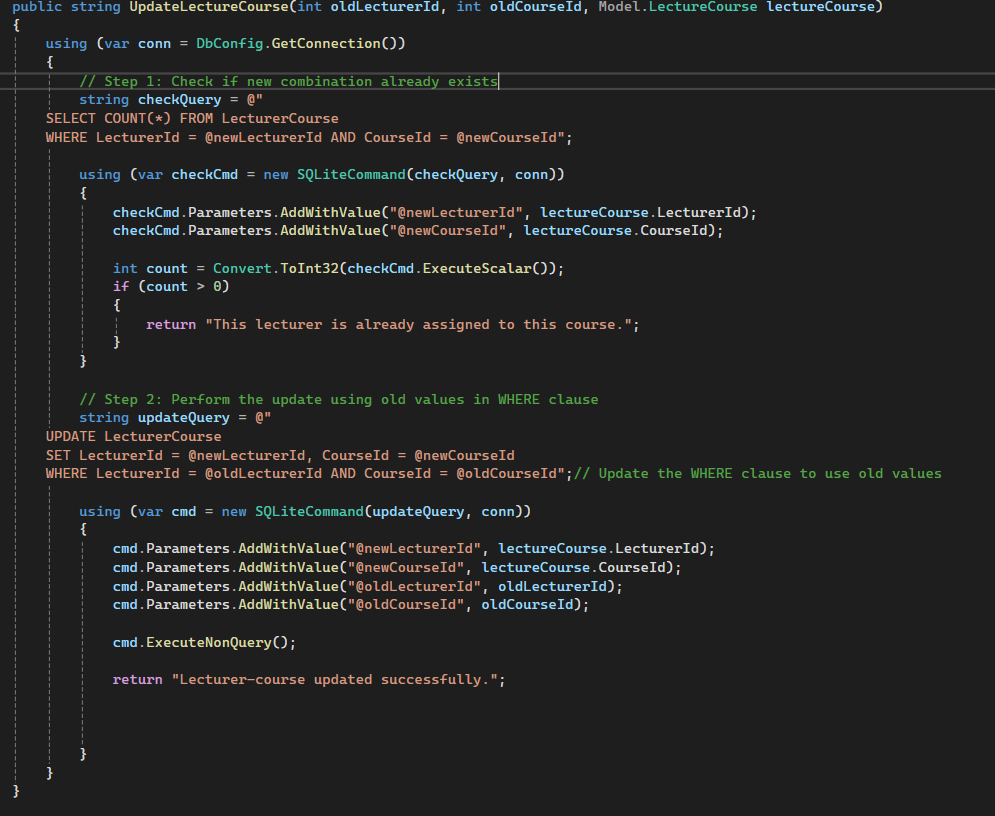 public string UpdateLectureCourse(int oldLecturerId, int oldCourseId, Model.LectureCourse lectureCourse)
{
using (var conn = DbConfig.GetConnection())
{
// Step 1: Check if new combination already exists
string checkQuery = @"
SELECT COUNT(*) FROM LecturerCourse
WHERE LecturerId = @newLecturerId AND CourseId = @newCourseId";
using (var checkCmd = new SQLiteCommand(checkQuery, conn))
{
checkCmd.Parameters.AddWithValue("@newLecturerId", lectureCourse.LecturerId);
checkCmd.Parameters.AddWithValue("@newCourseId", lectureCourse.CourseId);
int count = Convert.ToInt32(checkCmd.ExecuteScalar());
if (count > 0)
{
return "This lecturer is already assigned to this course.";
}
}
// Step 2: Perform the update using old values in WHERE clause
string updateQuery = @"
UPDATE LecturerCourse
SET LecturerId = @newLecturerId, CourseId = @newCourseId
WHERE LecturerId = @oldLecturerId AND CourseId = @oldCourseId";// Update the WHERE clause to use old values
using (var cmd = new SQLiteCommand(updateQuery, conn))
{
cmd.Parameters.AddWithValue("@newLecturerId", lectureCourse.LecturerId);
cmd.Parameters.AddWithValue("@newCourseId", lectureCourse.CourseId);
cmd.Parameters.AddWithValue("@oldLecturerId", oldLecturerId);
cmd.Parameters.AddWithValue("@oldCourseId", oldCourseId);
cmd.ExecuteNonQuery();
return "Lecturer-course updated successfully.";
}
}
}